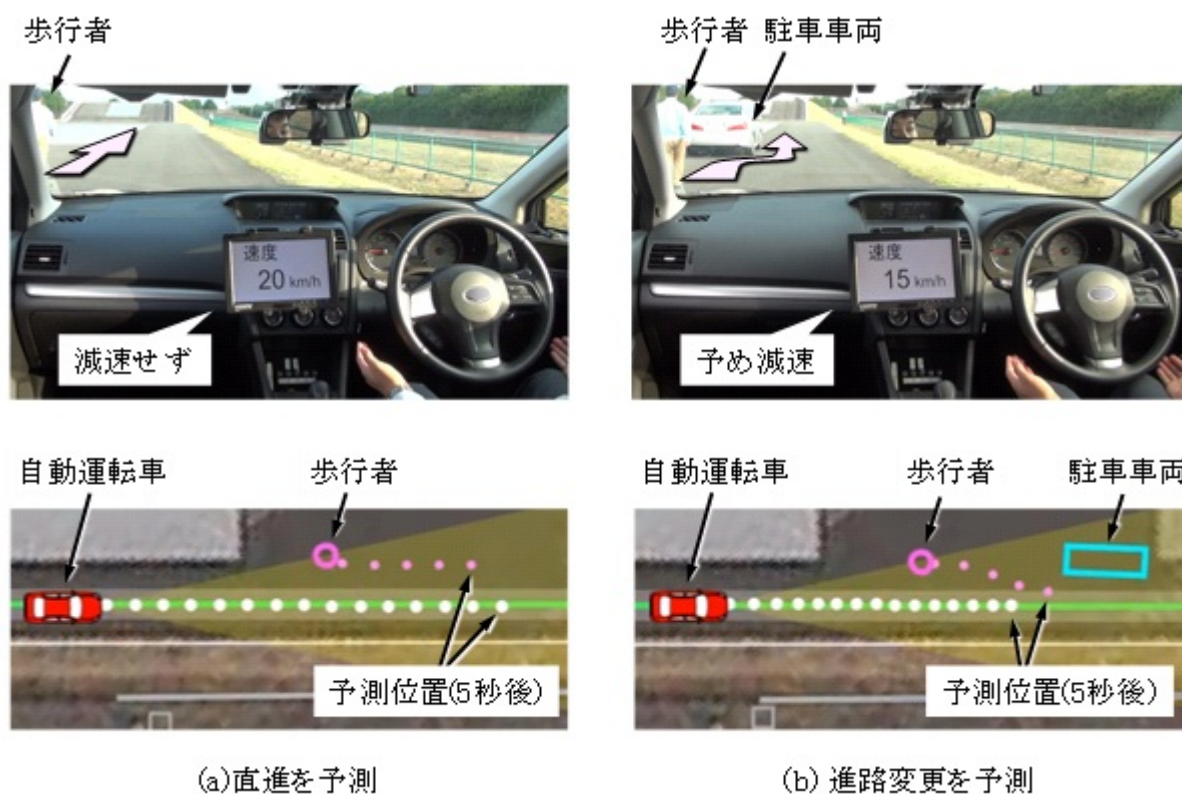 歩行者
歩行者 駐車車両
速度
20 km/h
減速せず
速度
15 km/h
予め減速
自動運転車
歩行者
予測位置(5秒後)
自動運転車
歩行者
駐車車両
予測位置(5秒後)
(a)直進を予測
(b) 進路変更を予測